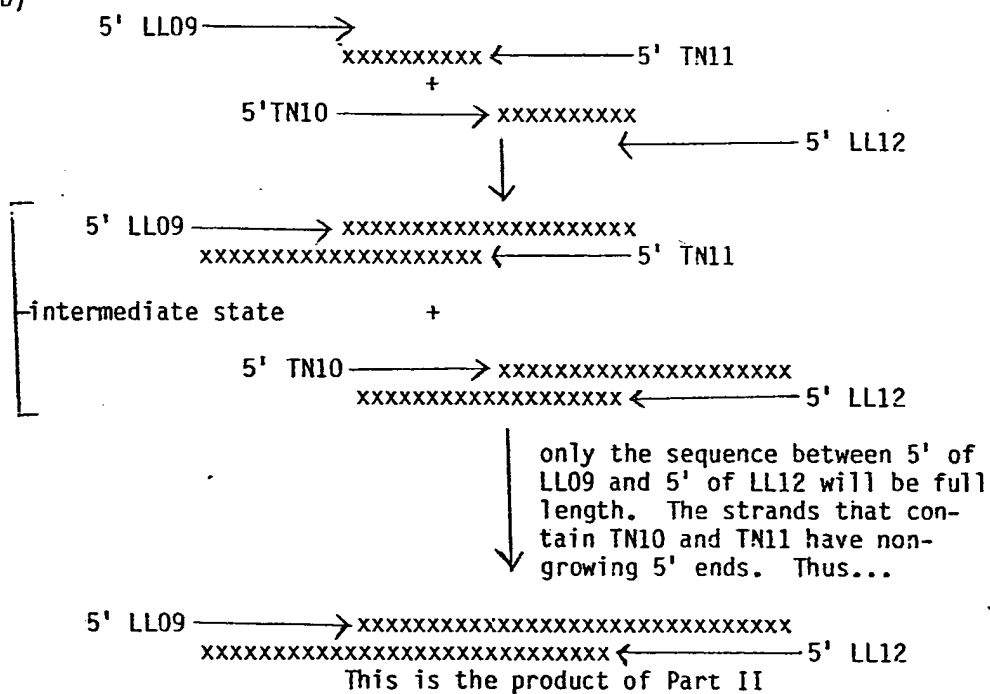 b)
5' LL09
xxxxxxxxxx 5' TN11
+
5'TN10 xxxxxxxxxx
5' LL12
5' LL09 xxxxxxxxxxxxxxxxxxxxx
xxxxxxxxxxxxxxxxxxxx 5' TN11
intermediate state +
5' TN10 xxxxxxxxxxxxxxxxxxxxx
xxxxxxxxxxxxxxxxxxx 5' LL12
only the sequence between 5' of
LL09 and 5' of LL12 will be full
length. The strands that con-
tain TN10 and TN11 have non-
growing 5' ends. Thus...
5' LL09 xxxxxxxxxxxxxxxxxxxxxxxxxxxxxxx
xxxxxxxxxxxxxxxxxxxxxxxxxxxxx 5' LL12
This is the product of Part II